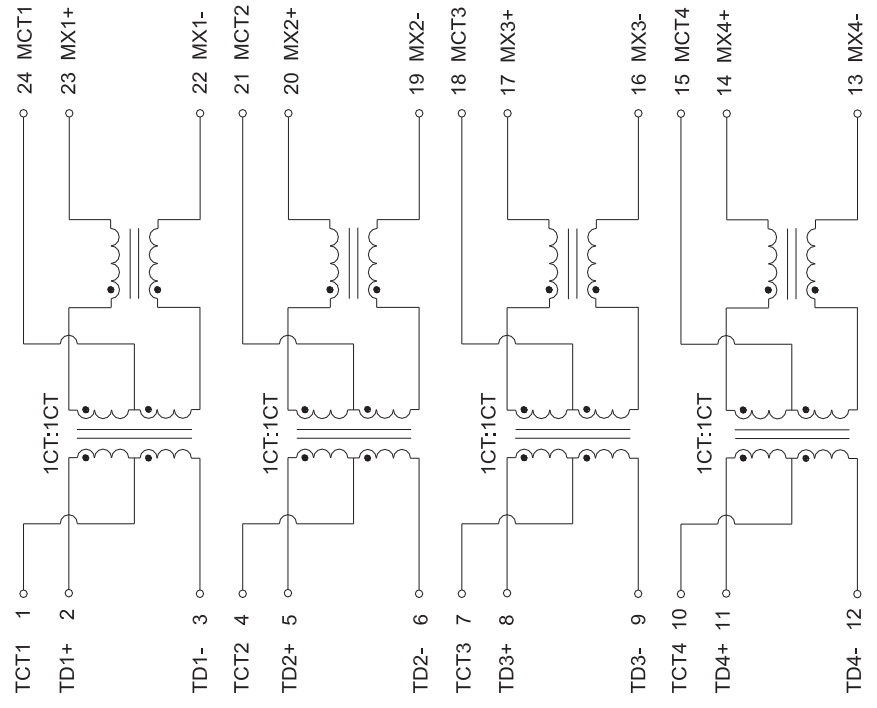 24 MCT1
23 MX1+
22 MX1-
21 MCT2
20 MX2+
19 MX2-
18 MCT3
17 MX3+
16 MX3-
15 MCT4
14 MX4+
13 MX4-
1CT:1CT
1CT:1CT
1CT:1CT
1CT:1CT
TCT1 1
TD1+ 2
TD1- 3
TCT2 4
TD2+ 5
TD2- 6
TCT3 7
TD3+ 8
TD3- 9
TCT4 10
TD4+ 11
TD4- 12